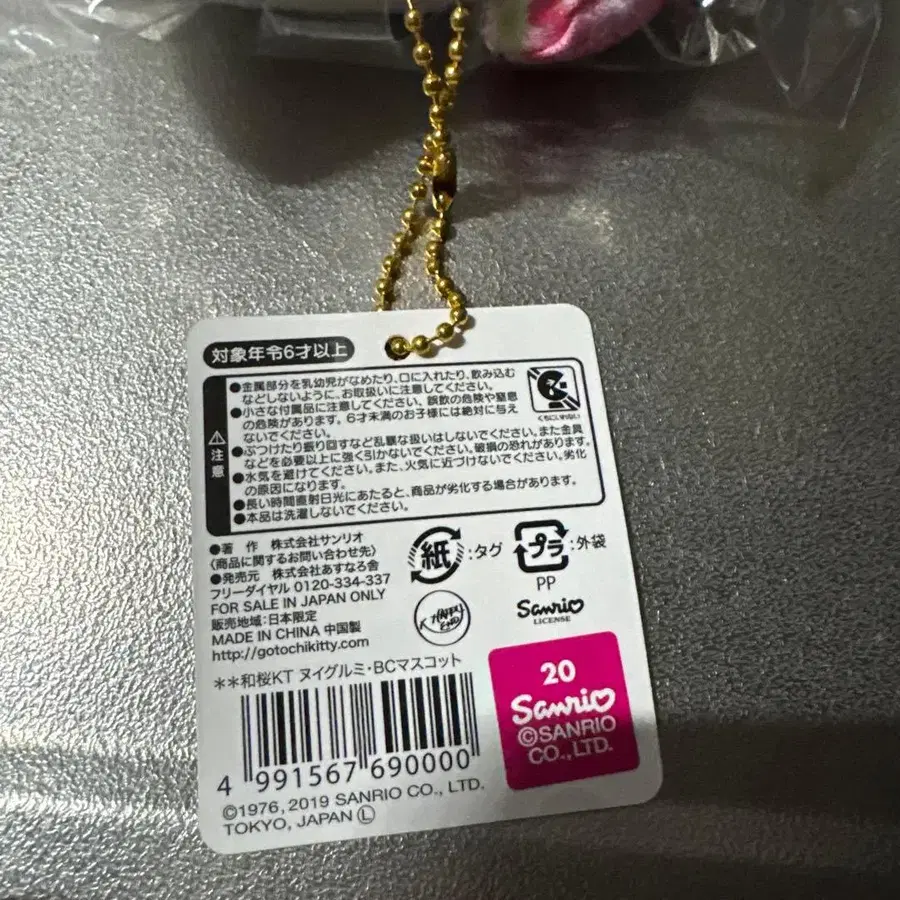 対象年令6才以上
⚠注意
●金属部分を乳幼児がなめたり、口に入れたり、飲み込む
などしないように、お取扱いに注意してください。
●小さな付属品に注意してください。誤飲の危険や窒息
の危険があります。6才未満のお子様には絶対に与え
ないでください。
●ぶつけたり振り回すなど乱暴な扱いはしないでください。また金具
などを必要以上に強く引かないでください。破損の恐れがあります。
●水気を避けてください。また、火気に近づけないでください。劣化
の原因になります。
●長い時間直射日光にあたると、商品が劣化する場合があります。
●本品は洗濯しないでください。
くちにいれない
●著 作 株式会社サンリオ
〈商品に関するお問い合わせ先〉
●発売元 株式会社あすなろ舎
フリーダイヤル 0120-334-337
FOR SALE IN JAPAN ONLY
販売地域:日本限定
MADE IN CHINA 中国製
http://gotochikitty.com
紙:タグ
プラ:外袋
PP
HAPPY
END
Sanrio
LICENSE
**和桜KT ヌイグルミ・BCマスコット
4 991567 690000
20
Sanrio
©SANRIO
CO.,LTD.
©1976, 2019 SANRIO CO., LTD.
TOKYO, JAPAN Ⓛ